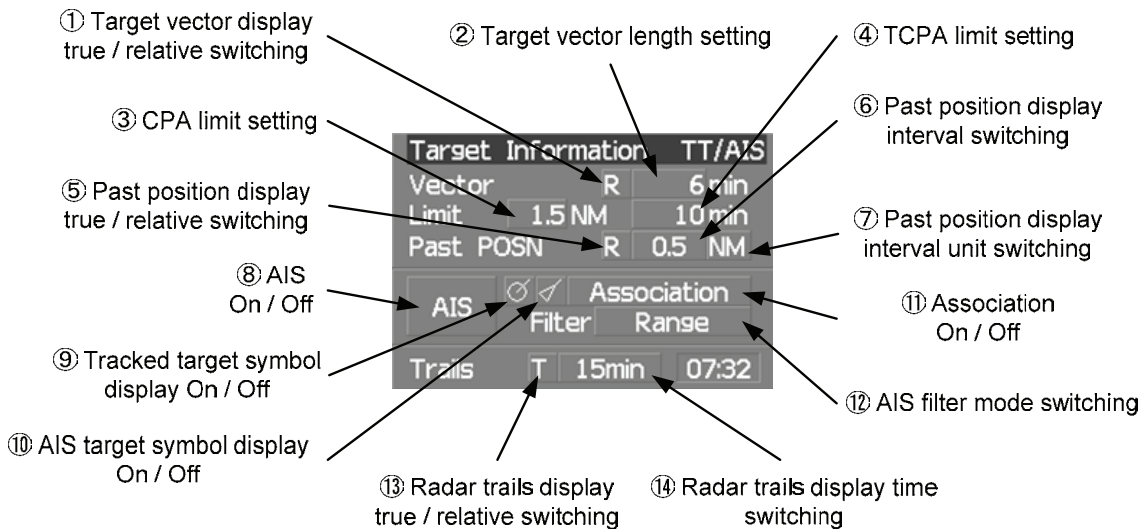 ① Target vector display
true / relative switching
② Target vector length setting
④ TCPA limit setting
③ CPA limit setting
⑥ Past position display
interval switching
⑤ Past position display
true / relative switching
⑦ Past position display
interval unit switching
Target Information TT/AIS
Vector R 6 min
Limit 1.5 NM 10 min
Past POSN R 0.5 NM
AIS Association
Filter Range
Trails T 15min 07:32
⑧ AIS
On / Off
⑪ Association
On / Off
⑨ Tracked target symbol
display On / Off
⑫ AIS filter mode switching
⑩ AIS target symbol display
On / Off
⑬ Radar trails display
true / relative switching
⑭ Radar trails display time
switching